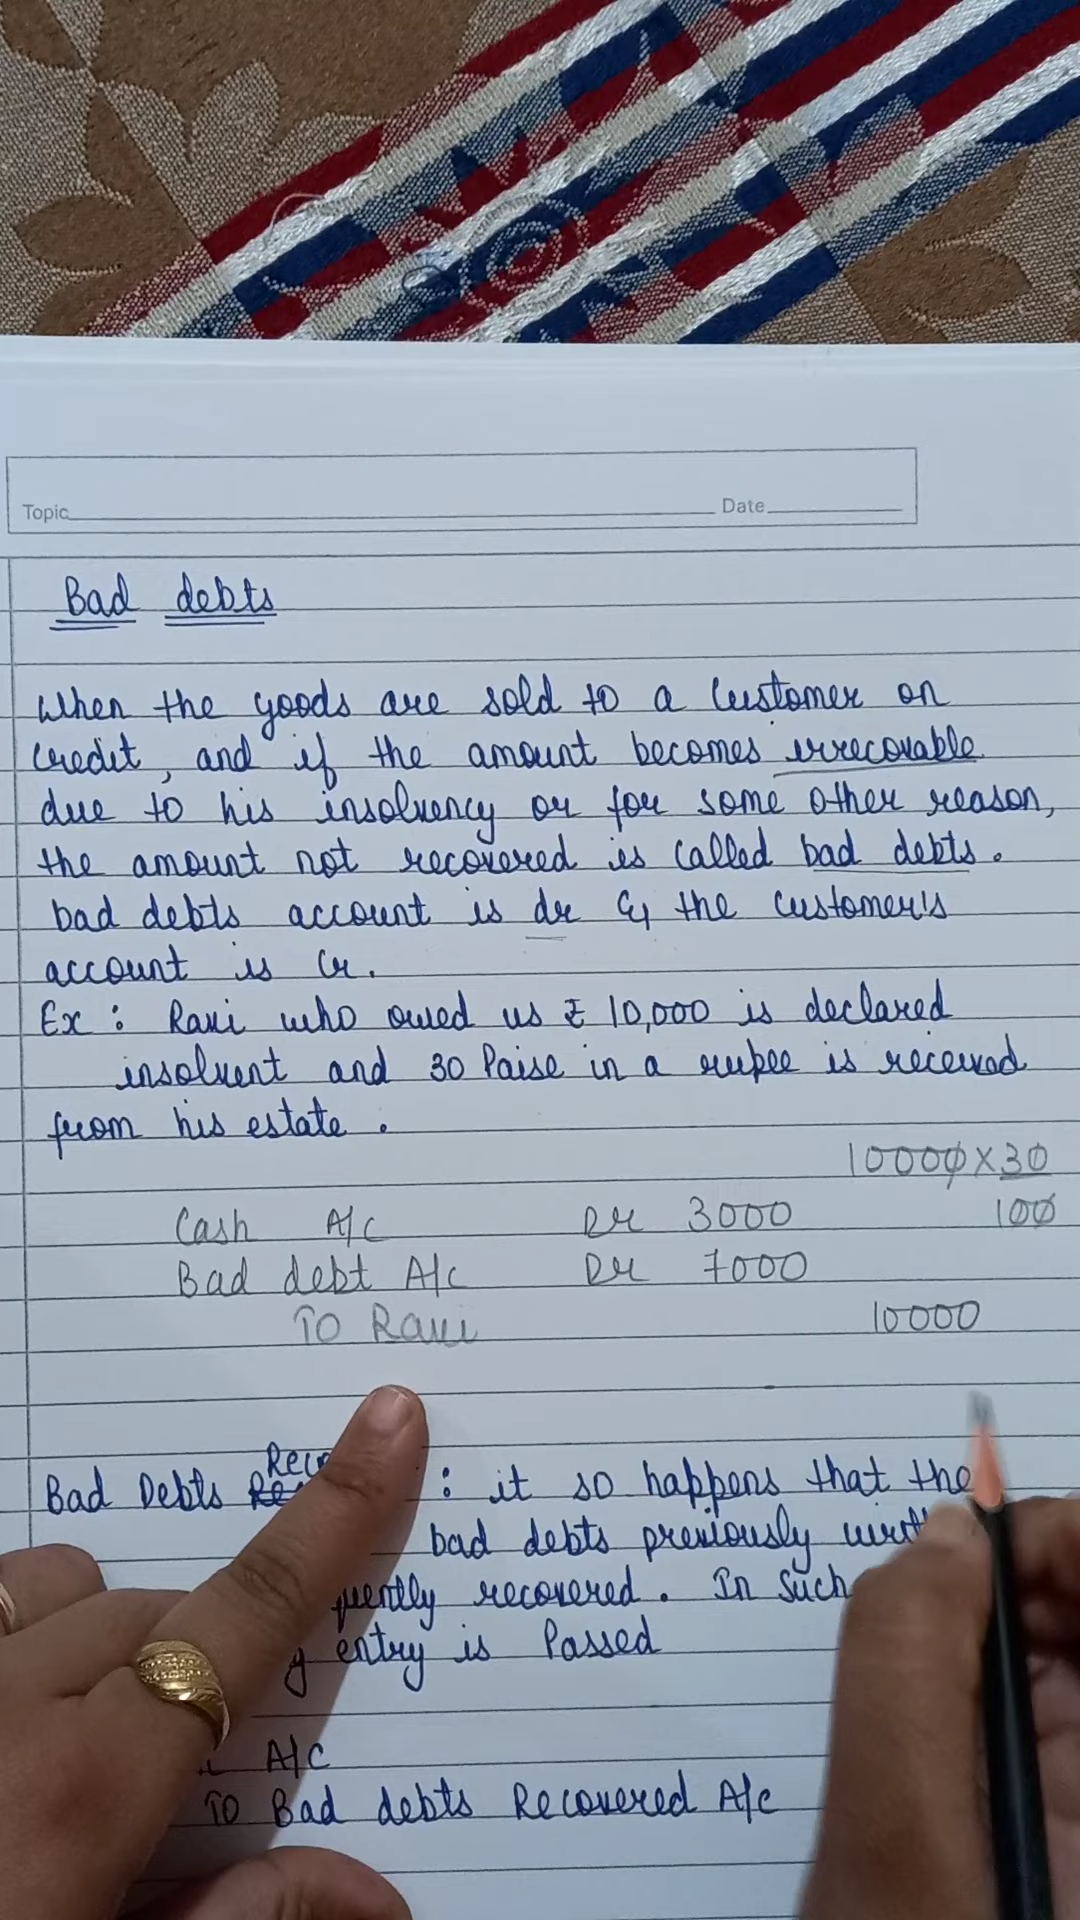 Topic Date
Bad debts
When the goods are sold to a customer on
credit, and if the amount becomes irrecovable
due to his insolvency or for some other reason,
the amount not recovered is called bad debts.
bad debts account is dr & the customer's
account is Cr.
Ex: Ravi who owed us ₹ 10,000 is declared
insolvent and 30 Paise in a rupee is received
from his estate.
10000 X 30
100
Cash A/C Dr 3000
Bad debt A/c Dr 7000
To Ravi 10000
Bad Debts : it so happens that the
bad debts previously
recovered. In Such
entry is Passed
A/C
To Bad debts Recovered A/c